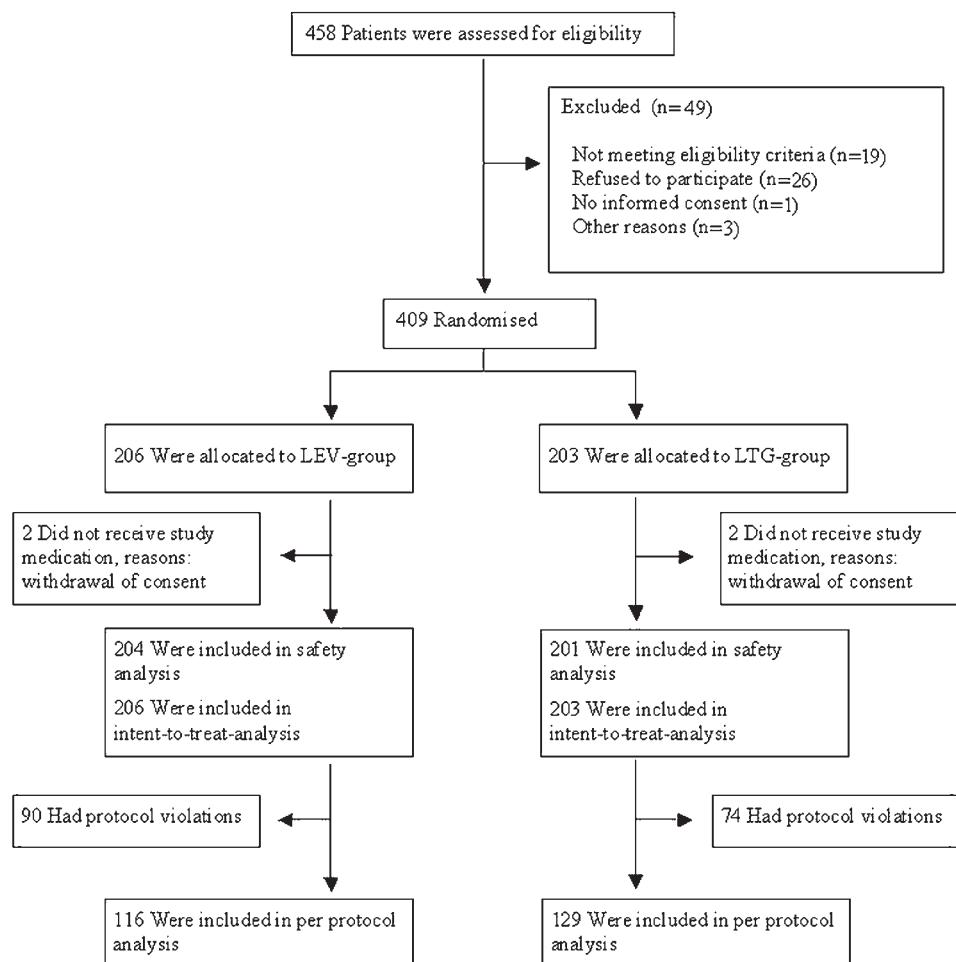 458 Patients were assessed for eligibility
Excluded (n=49)
Not meeting eligibility criteria (n=19)
Refused to participate (n=26)
No informed consent (n=1)
Other reasons (n=3)
409 Randomised
206 Were allocated to LEV-group
203 Were allocated to LTG-group
2 Did not receive study
medication, reasons:
withdrawal of consent
2 Did not receive study
medication, reasons:
withdrawal of consent
204 Were included in safety
analysis
206 Were included in
intent-to-treat-analysis
201 Were included in safety
analysis
203 Were included in
intent-to-treat-analysis
90 Had protocol violations
74 Had protocol violations
116 Were included in per protocol
analysis
129 Were included in per protocol
analysis